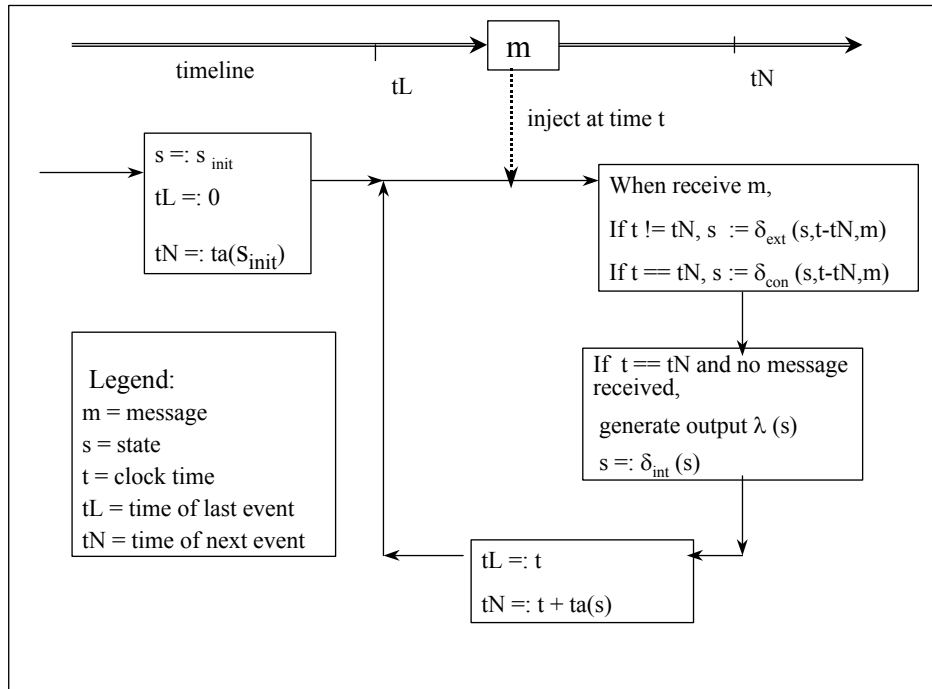 m
timeline
tL
tN
inject at time t
s =: s init
tL =: 0
tN =: ta(sinit)
When receive m,
If t != tN, s := δext (s,t-tN,m)
If t == tN, s := δcon (s,t-tN,m)
If t == tN and no message
received,
generate output λ (s)
s =: δint (s)
Legend:
m = message
s = state
t = clock time
tL = time of last event
tN = time of next event
tL =: t
tN =: t + ta(s)